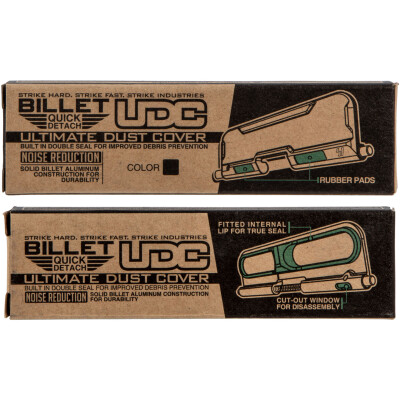 STRIKE HARD. STRIKE FAST. STRIKE INDUSTRIES
BILLET UDC
QUICK
DETACH
ULTIMATE DUST COVER
BUILT IN DOUBLE SEAL FOR IMPROVED DEBRIS PREVENTION
NOISE REDUCTION
SOLID BILLET ALUMINUM
CONSTRUCTION FOR
DURABILITY
COLOR
RUBBER PADS
STRIKE HARD. STRIKE FAST. STRIKE INDUSTRIES
BILLET UDC
QUICK
DETACH
ULTIMATE DUST COVER
BUILT IN DOUBLE SEAL FOR IMPROVED DEBRIS PREVENTION
NOISE REDUCTION
SOLID BILLET ALUMINUM CONSTRUCTION
FOR DURABILITY
FITTED INTERNAL
LIP FOR TRUE SEAL
CUT-OUT WINDOW
FOR DISASSEMBLY